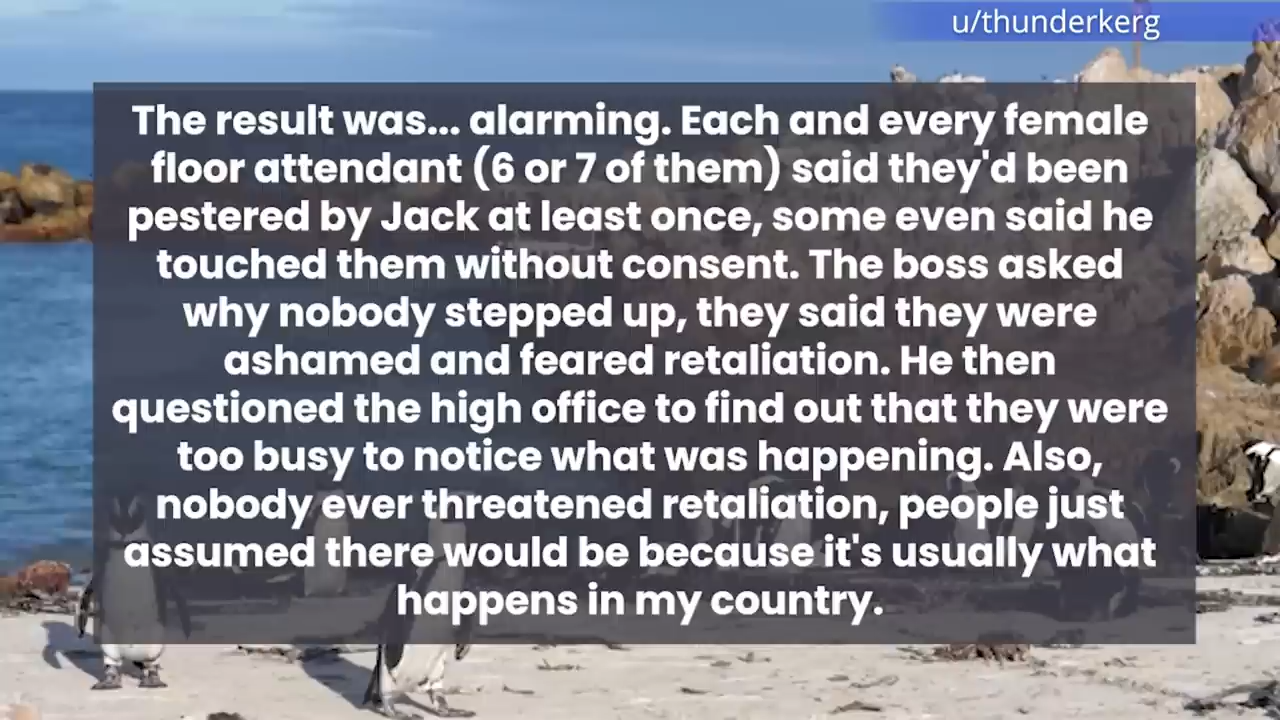 u/thunderkerg
The result was... alarming. Each and every female
floor attendant (6 or 7 of them) said they'd been
pestered by Jack at least once, some even said he
touched them without consent. The boss asked
why nobody stepped up, they said they were
ashamed and feared retaliation. He then
questioned the high office to find out that they were
too busy to notice what was happening. Also,
nobody ever threatened retaliation, people just
assumed there would be because it's usually what
happens in my country.